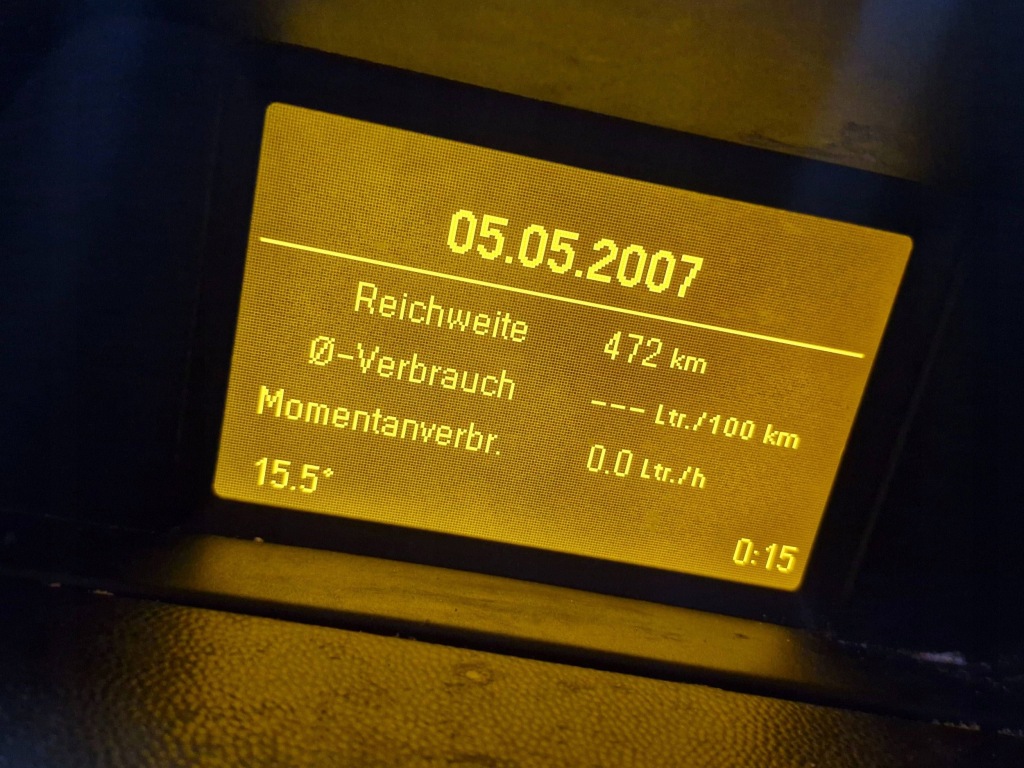 05.05.2007
Reichweite 472 km
Ø-Verbrauch --- Ltr./100 km
Momentanverbr. 0.0 Ltr./h
15.5° 0:15